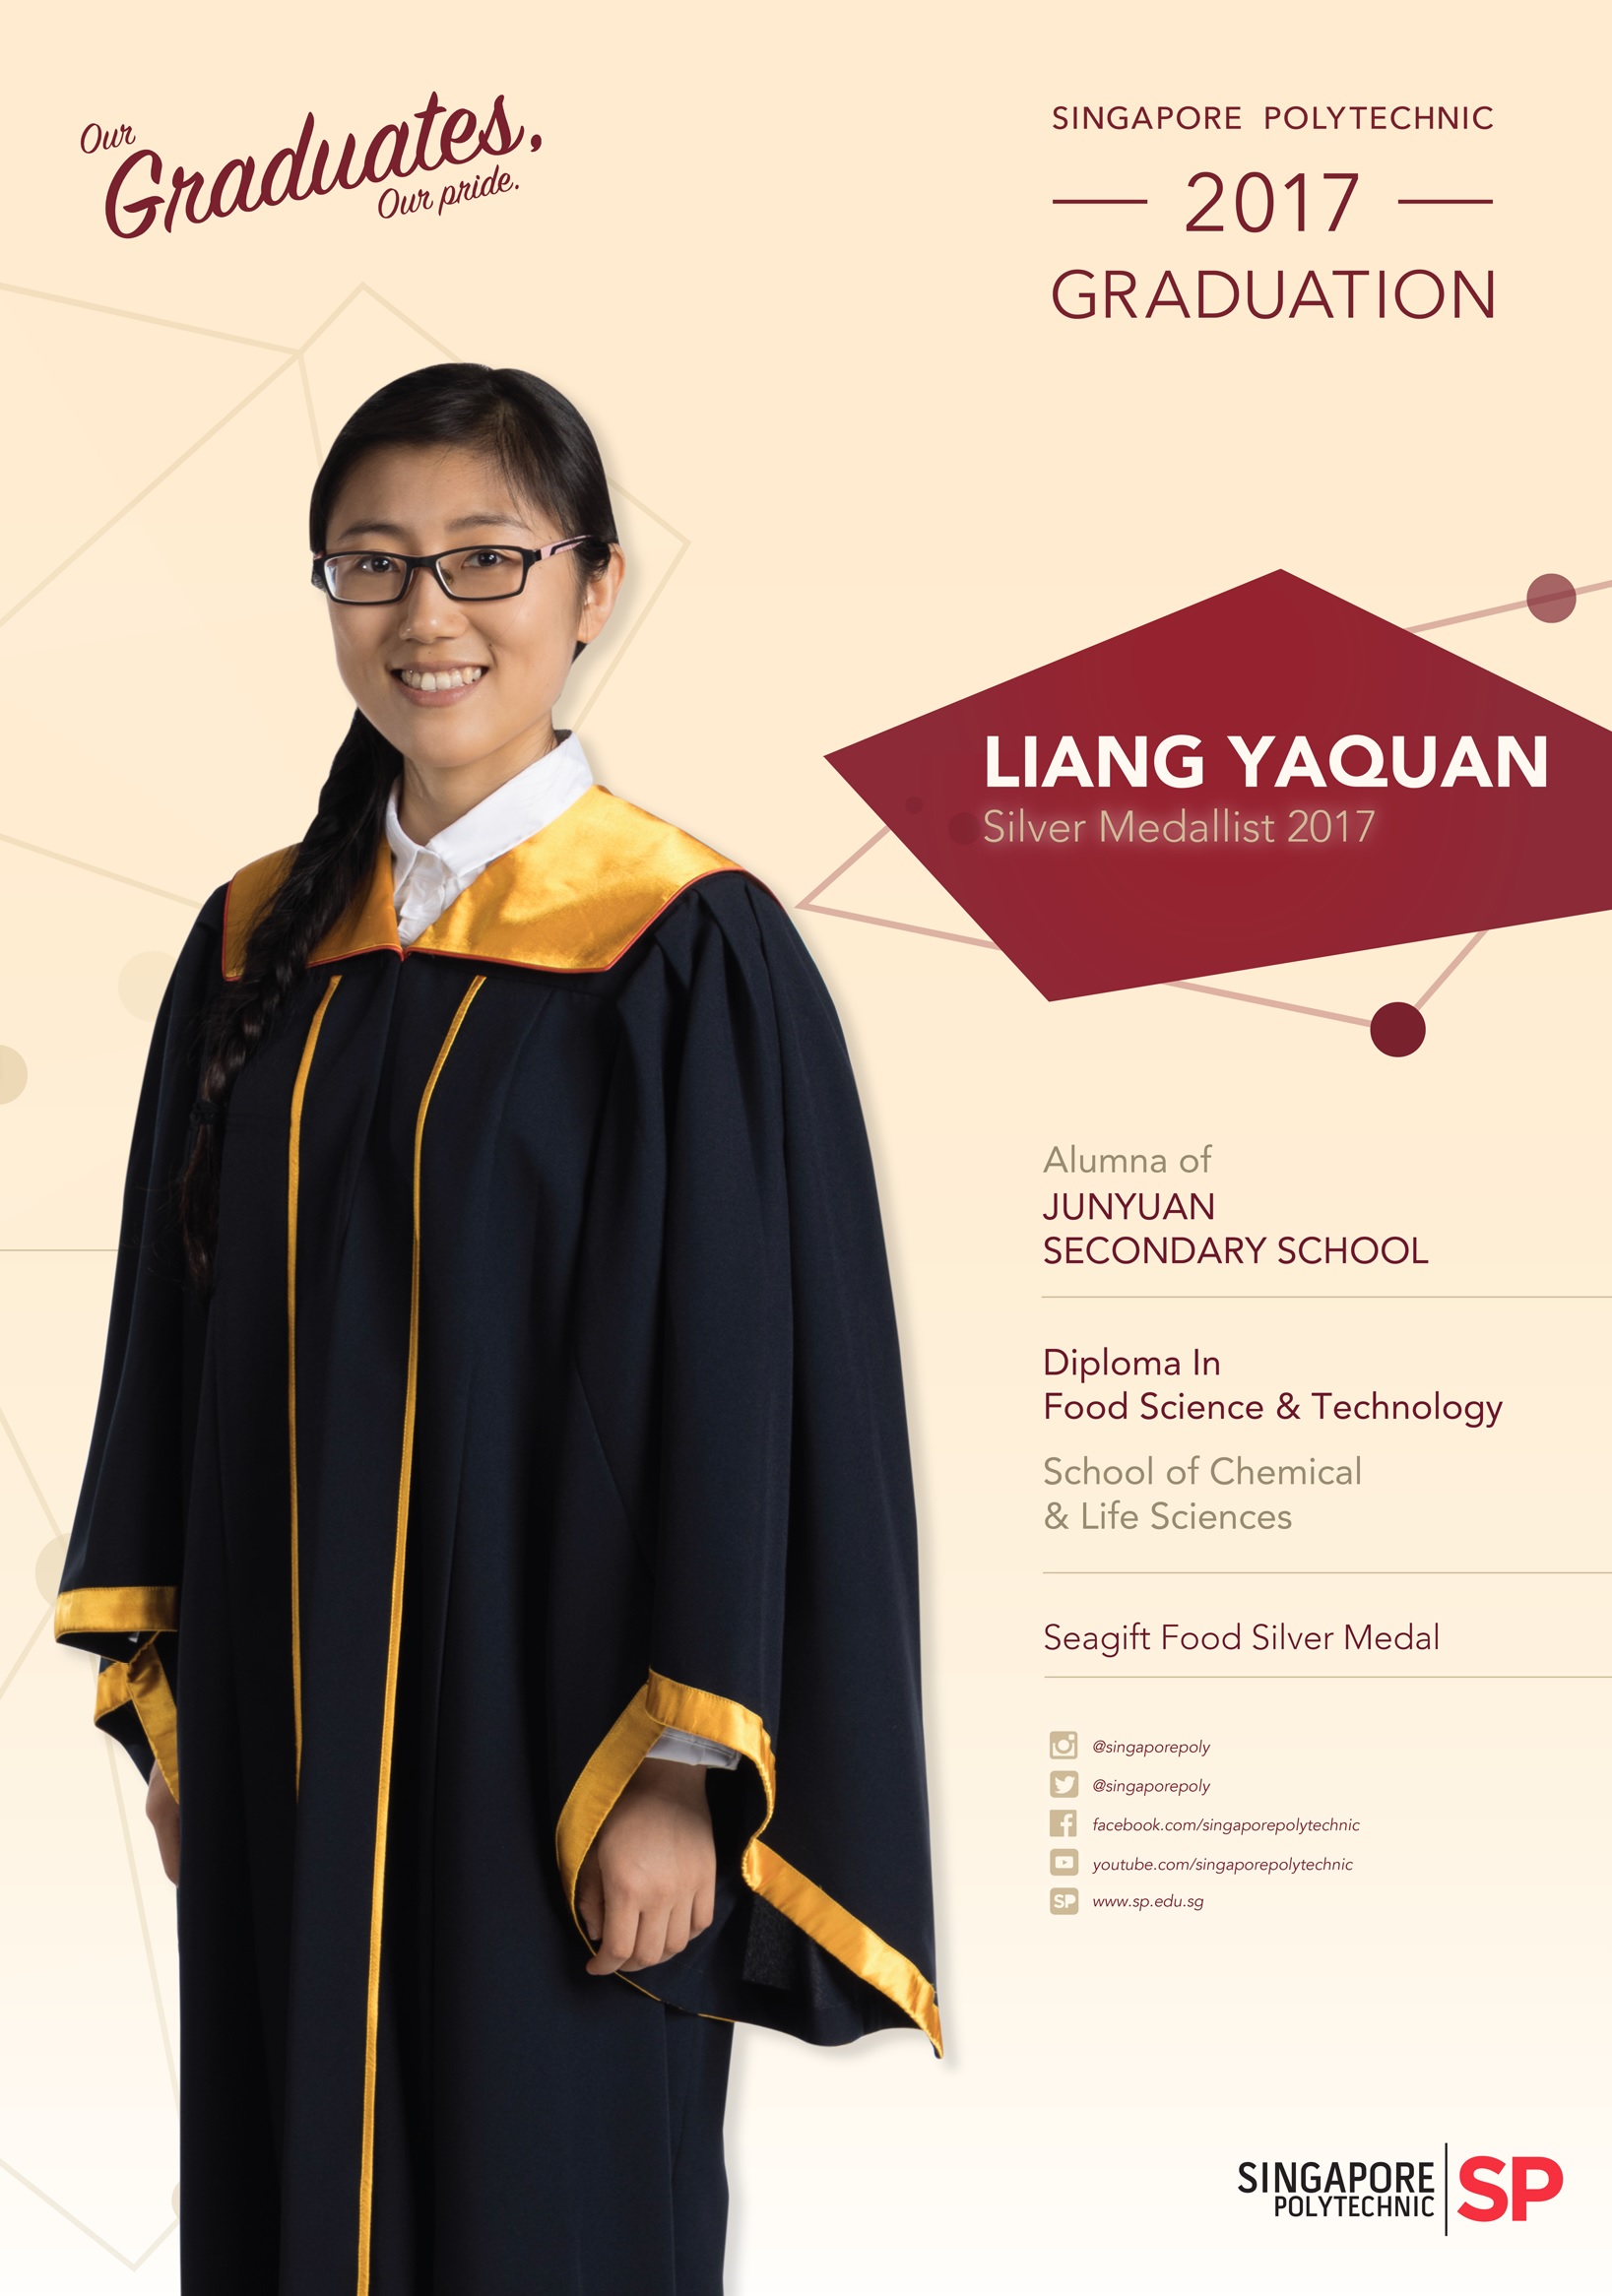 Our
Graduates,
Our pride.
SINGAPORE POLYTECHNIC
2017
GRADUATION
LIANG YAQUAN
Silver Medallist 2017
Alumna of
JUNYUAN
SECONDARY SCHOOL
Diploma In
Food Science & Technology
School of Chemical
& Life Sciences
Seagift Food Silver Medal
@singaporepoly
@singaporepoly
facebook.com/singaporepolytechnic
youtube.com/singaporepolytechnic
SP www.sp.edu.sg
SINGAPORE
POLYTECHNIC
SP